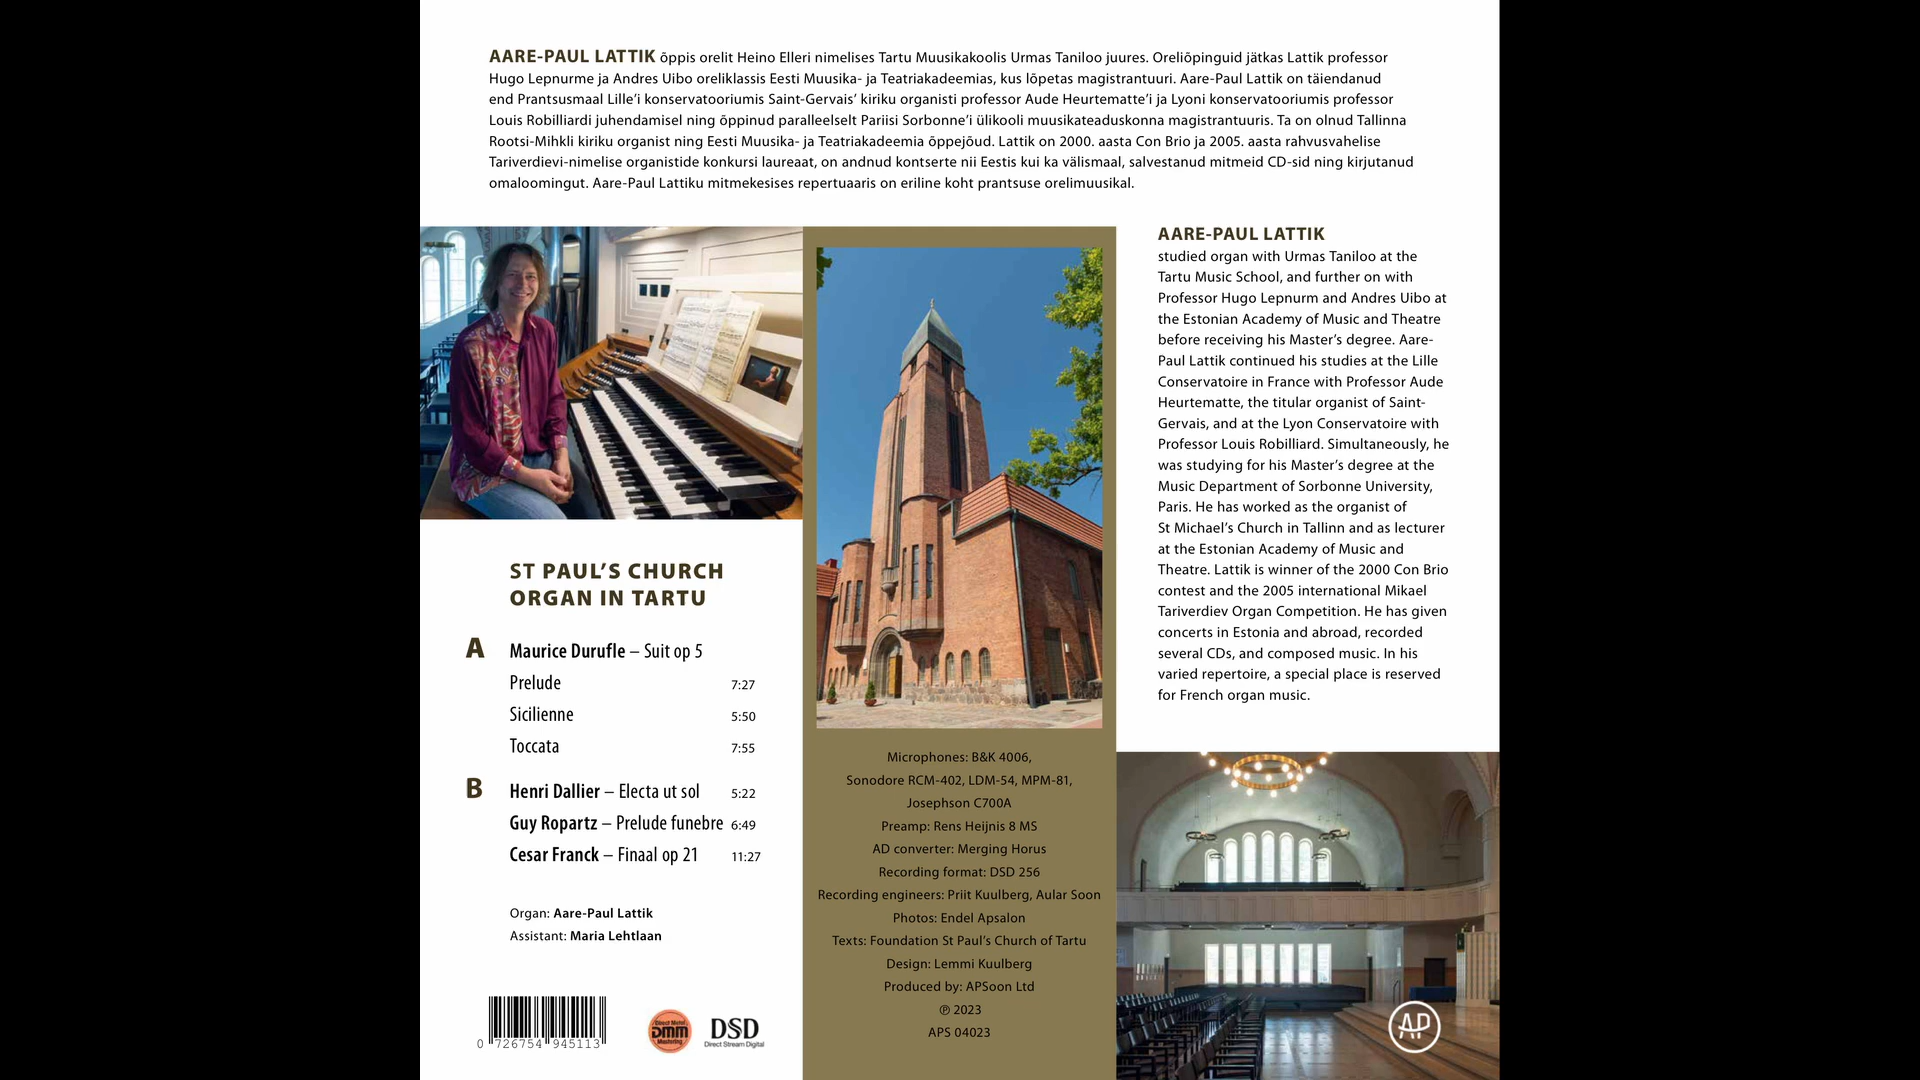 AARE-PAUL LATTIK õppis orelit Heino Elleri nimelises Tartu Muusikakoolis Urmas Taniloo juures. Oreliõpinguid jätkas Lattik professor
Hugo Lepnurme ja Andres Uibo oreliklassis Eesti Muusika- ja Teatriakadeemias, kus lõpetas magistrantuuri. Aare-Paul Lattik on täiendanud
end Prantsusmaal Lille’i konservatooriumis Saint-Gervais’ kiriku organisti professor Aude Heurtematte’i ja Lyoni konservatooriumis professor
Louis Robilliardi juhendamisel ning õppinud paralleelselt Pariisi Sorbonne’i ülikooli muusikateaduskonna magistrantuuris. Ta on olnud Tallinna
Rootsi-Mihkli kiriku organist ning Eesti Muusika- ja Teatriakadeemia õppejõud. Lattik on 2000. aasta Con Brio ja 2005. aasta rahvusvahelise
Tariverdievi-nimelise organistide konkursi laureaat, on andnud kontserte nii Eestis kui ka välismaal, salvestanud mitmeid CD-sid ning kirjutanud
omaloomingut. Aare-Paul Lattiku mitmekesises repertuaaris on eriline koht prantsuse orelimuusikal.
ST PAUL’S CHURCH
ORGAN IN TARTU
A Maurice Durufle – Suit op 5
Prelude 7:27
Sicilienne 5:50
Toccata 7:55
B Henri Dallier – Electa ut sol 5:22
Guy Ropartz – Prelude funebre 6:49
Cesar Franck – Finaal op 21 11:27
Organ: Aare-Paul Lattik
Assistant: Maria Lehtlaan
0 726754 945113
Direct Metal
DMM
Mastering
DSD
Direct Stream Digital
Microphones: B&K 4006,
Sonodore RCM-402, LDM-54, MPM-81,
Josephson C700A
Preamp: Rens Heijnis 8 MS
AD converter: Merging Horus
Recording format: DSD 256
Recording engineers: Priit Kuulberg, Aular Soon
Photos: Endel Apsalon
Texts: Foundation St Paul’s Church of Tartu
Design: Lemmi Kuulberg
Produced by: APSoon Ltd
℗ 2023
APS 04023
AARE-PAUL LATTIK
studied organ with Urmas Taniloo at the
Tartu Music School, and further on with
Professor Hugo Lepnurm and Andres Uibo at
the Estonian Academy of Music and Theatre
before receiving his Master’s degree. Aare-
Paul Lattik continued his studies at the Lille
Conservatoire in France with Professor Aude
Heurtematte, the titular organist of Saint-
Gervais, and at the Lyon Conservatoire with
Professor Louis Robilliard. Simultaneously, he
was studying for his Master’s degree at the
Music Department of Sorbonne University,
Paris. He has worked as the organist of
St Michael’s Church in Tallinn and as lecturer
at the Estonian Academy of Music and
Theatre. Lattik is winner of the 2000 Con Brio
contest and the 2005 international Mikael
Tariverdiev Organ Competition. He has given
concerts in Estonia and abroad, recorded
several CDs, and composed music. In his
varied repertoire, a special place is reserved
for French organ music.
AP